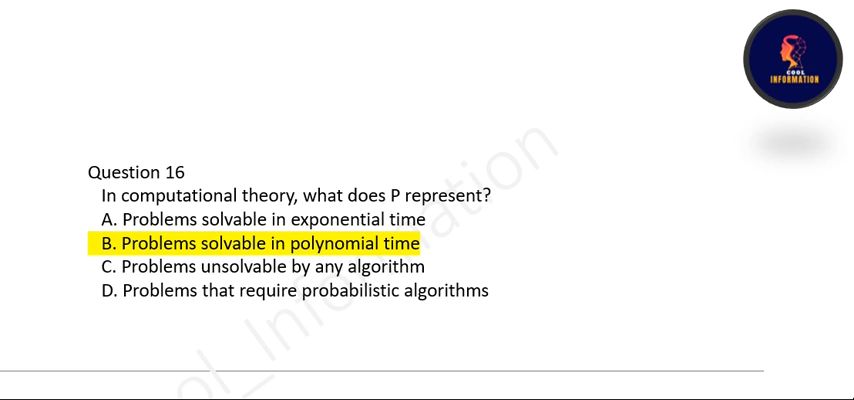 COOL
INFORMATION
Question 16
In computational theory, what does P represent?
A. Problems solvable in exponential time
B. Problems solvable in polynomial time
C. Problems unsolvable by any algorithm
D. Problems that require probabilistic algorithms
ol_Information